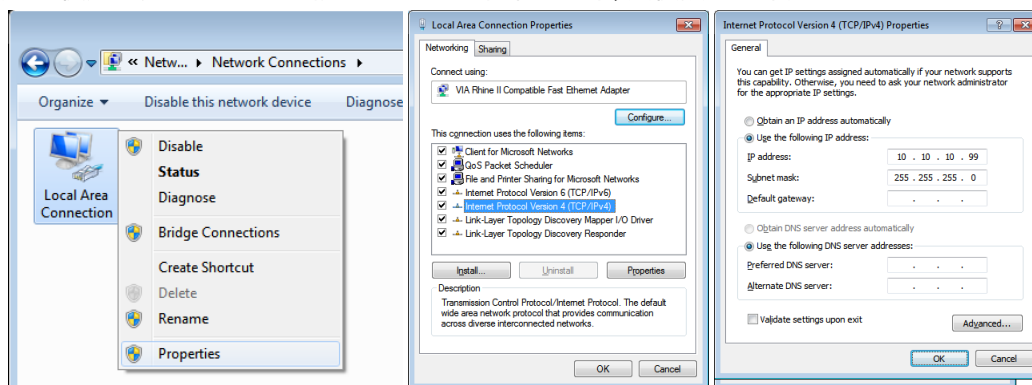 « Netw... ▸ Network Connections ▸
Organize ▾ Disable this network device Diagnose
Local Area
Connection
Disable
Status
Diagnose
Bridge Connections
Create Shortcut
Delete
Rename
Properties
Local Area Connection Properties
Networking Sharing
Connect using:
VIA Rhine II Compatible Fast Ethernet Adapter
Configure...
This connection uses the following items:
Client for Microsoft Networks
QoS Packet Scheduler
File and Printer Sharing for Microsoft Networks
Internet Protocol Version 6 (TCP/IPv6)
Internet Protocol Version 4 (TCP/IPv4)
Link-Layer Topology Discovery Mapper I/O Driver
Link-Layer Topology Discovery Responder
Install... Uninstall Properties
Description
Transmission Control Protocol/Internet Protocol. The default
wide area network protocol that provides communication
across diverse interconnected networks.
OK Cancel
Internet Protocol Version 4 (TCP/IPv4) Properties
General
You can get IP settings assigned automatically if your network supports
this capability. Otherwise, you need to ask your network administrator
for the appropriate IP settings.
Obtain an IP address automatically
Use the following IP address:
IP address: 10 . 10 . 10 . 99
Subnet mask: 255 . 255 . 255 . 0
Default gateway: . . .
Obtain DNS server address automatically
Use the following DNS server addresses:
Preferred DNS server: . . .
Alternate DNS server: . . .
Validate settings upon exit
Advanced...
OK Cancel